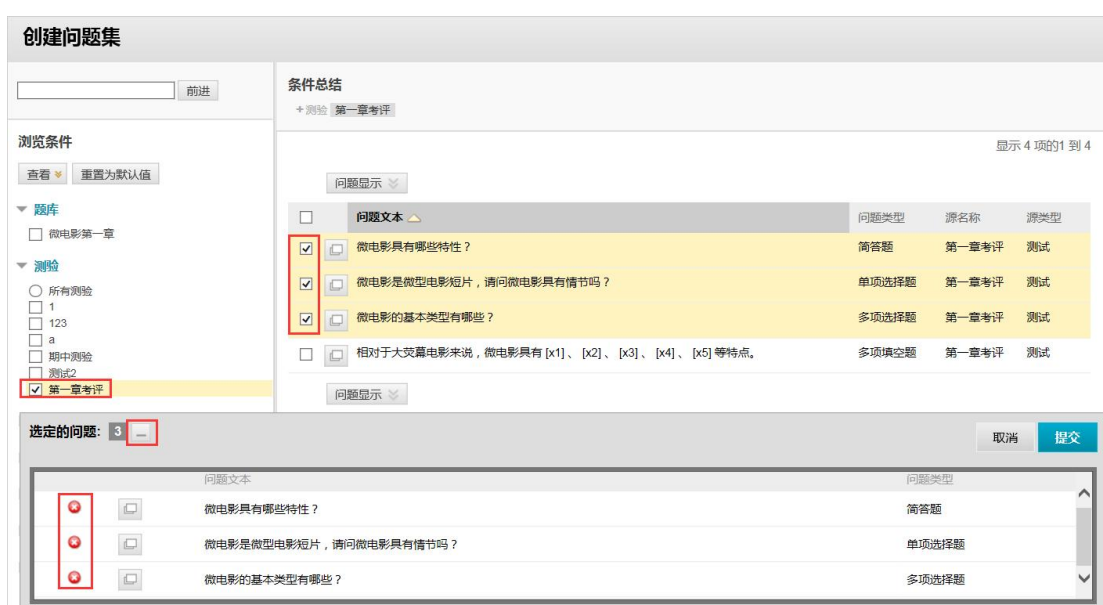 创建问题集
前进
条件总结
+测验 第一章考评
浏览条件
显示 4 项的1 到 4
查看 重置为默认值
问题显示
题库
问题文本 问题类型 源名称 源类型
微电影第一章
微电影具有哪些特性？ 简答题 第一章考评 测试
测验
所有测验
微电影是微型电影短片，请问微电影具有情节吗？ 单项选择题 第一章考评 测试
1
123
微电影的基本类型有哪些？ 多项选择题 第一章考评 测试
a
期中测验
相对于大荧幕电影来说，微电影具有 [x1] 、 [x2] 、 [x3] 、 [x4] 、 [x5] 等特点。 多项填空题 第一章考评 测试
测试2
第一章考评
问题显示
选定的问题: 3 取消 提交
问题文本 问题类型
微电影具有哪些特性？ 简答题
微电影是微型电影短片，请问微电影具有情节吗？ 单项选择题
微电影的基本类型有哪些？ 多项选择题